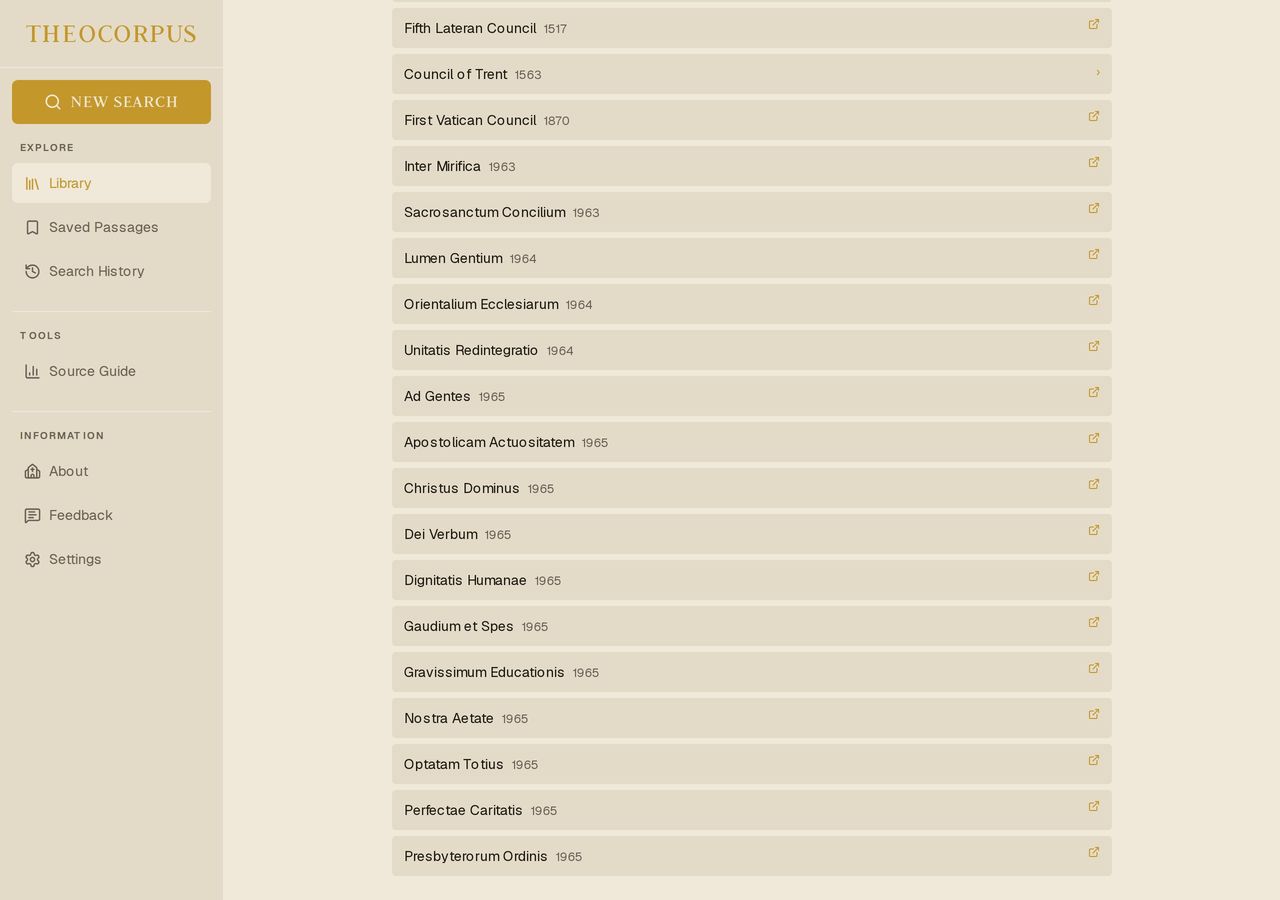 THEOCORPUS
NEW SEARCH
EXPLORE
Library
Saved Passages
Search History
TOOLS
Source Guide
INFORMATION
About
Feedback
Settings
Fifth Lateran Council 1517
Council of Trent 1563
First Vatican Council 1870
Inter Mirifica 1963
Sacrosanctum Concilium 1963
Lumen Gentium 1964
Orientalium Ecclesiarum 1964
Unitatis Redintegratio 1964
Ad Gentes 1965
Apostolicam Actuositatem 1965
Christus Dominus 1965
Dei Verbum 1965
Dignitatis Humanae 1965
Gaudium et Spes 1965
Gravissimum Educationis 1965
Nostra Aetate 1965
Optatam Totius 1965
Perfectae Caritatis 1965
Presbyterorum Ordinis 1965